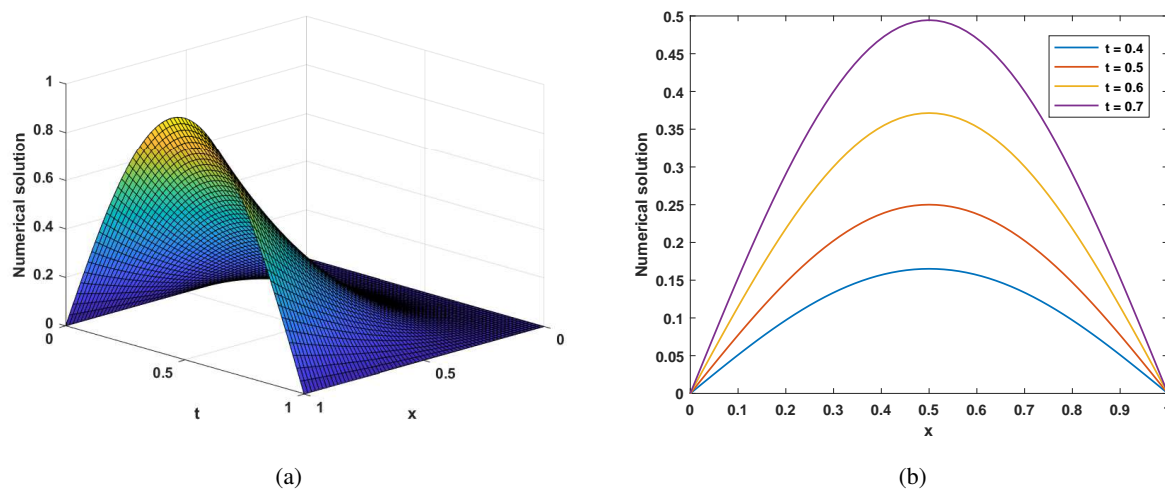 1
0.8
0.6
0.4
0.2
0
Numerical solution
0
0.5
1
t
1
0.5
0
x
(a)
0.5
0.45
0.4
0.35
0.3
0.25
0.2
0.15
0.1
0.05
0
Numerical solution
t = 0.4
t = 0.5
t = 0.6
t = 0.7
0 0.1 0.2 0.3 0.4 0.5 0.6 0.7 0.8 0.9 1
x
(b)